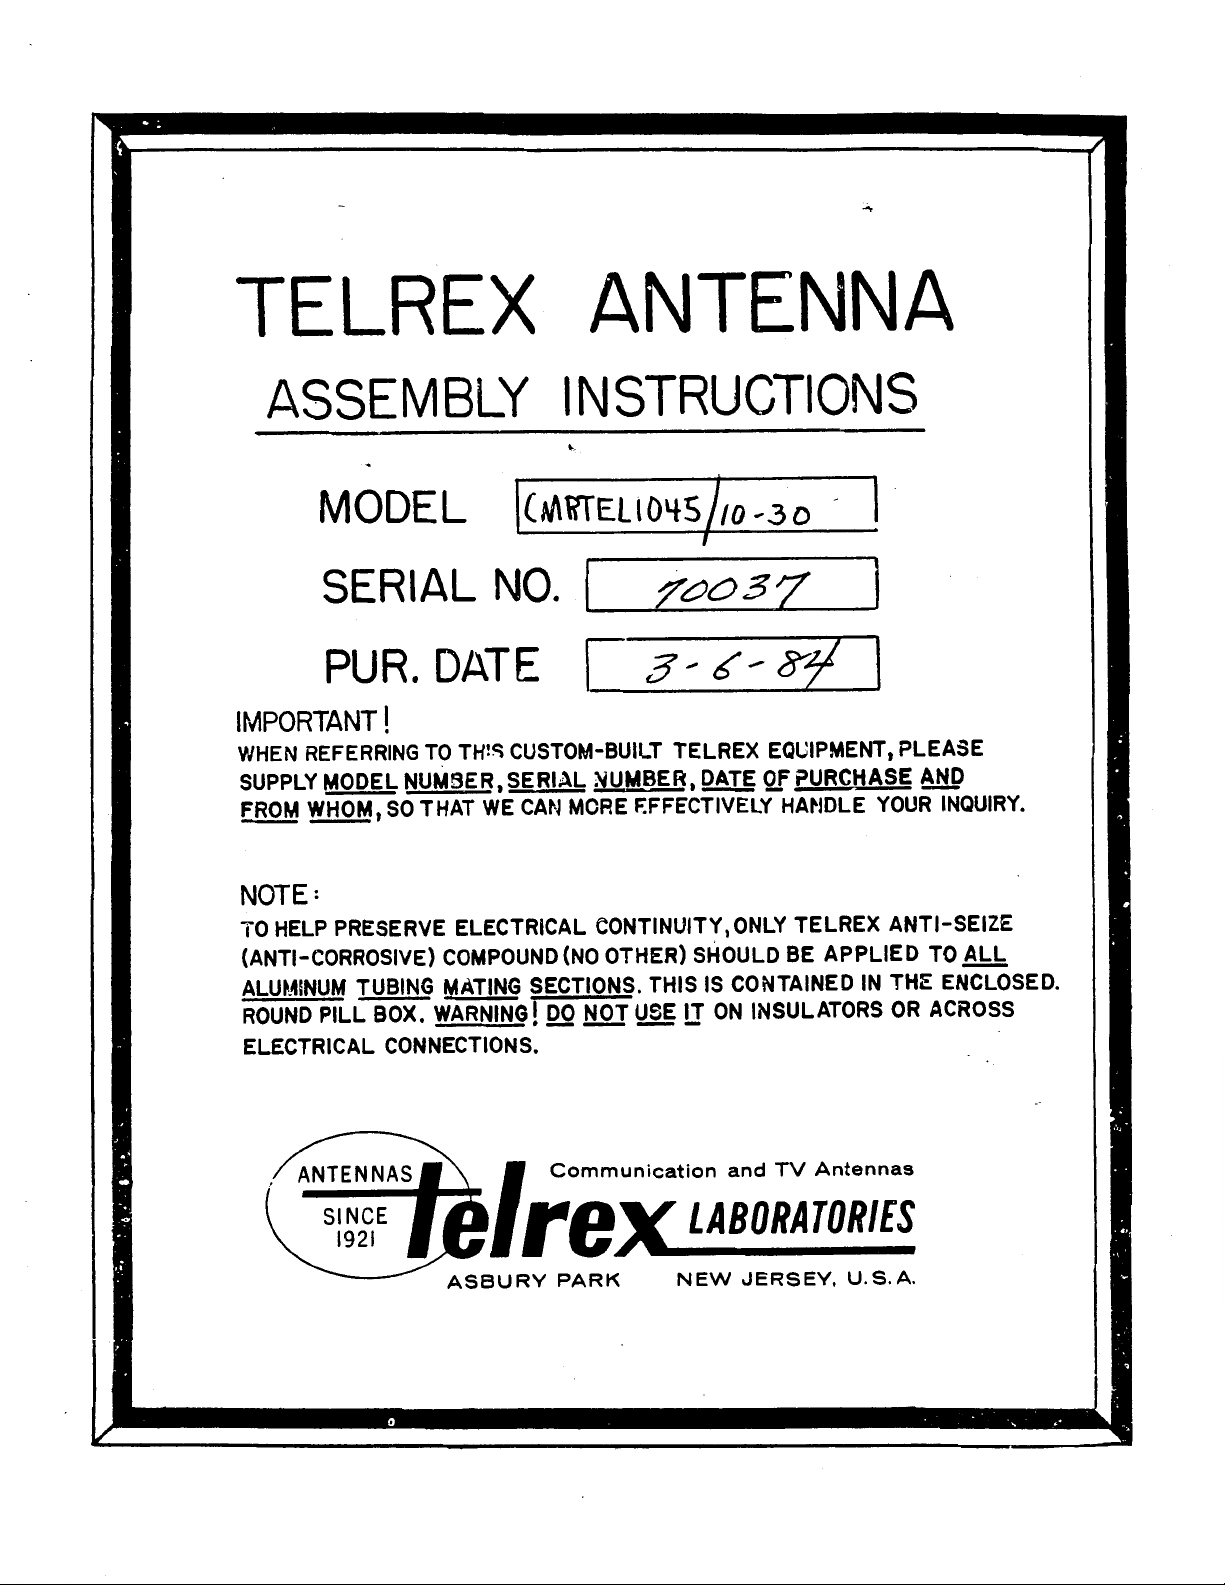 TELREX ANTENNA
ASSEMBLY INSTRUCTIONS
MODEL CMRTEL1045/10-30
SERIAL NO. 70037
PUR. DATE 3-6-84
IMPORTANT!
WHEN REFERRING TO THIS CUSTOM-BUILT TELREX EQUIPMENT, PLEASE
SUPPLY MODEL NUMBER, SERIAL NUMBER, DATE OF PURCHASE AND
FROM WHOM, SO THAT WE CAN MORE EFFECTIVELY HANDLE YOUR INQUIRY.
NOTE:
TO HELP PRESERVE ELECTRICAL CONTINUITY, ONLY TELREX ANTI-SEIZE
(ANTI-CORROSIVE) COMPOUND (NO OTHER) SHOULD BE APPLIED TO ALL
ALUMINUM TUBING MATING SECTIONS. THIS IS CONTAINED IN THE ENCLOSED.
ROUND PILL BOX. WARNING! DO NOT USE IT ON INSULATORS OR ACROSS
ELECTRICAL CONNECTIONS.
ANTENNAS
SINCE
1921
Communication and TV Antennas
telrex LABORATORIES
ASBURY PARK NEW JERSEY, U.S.A.